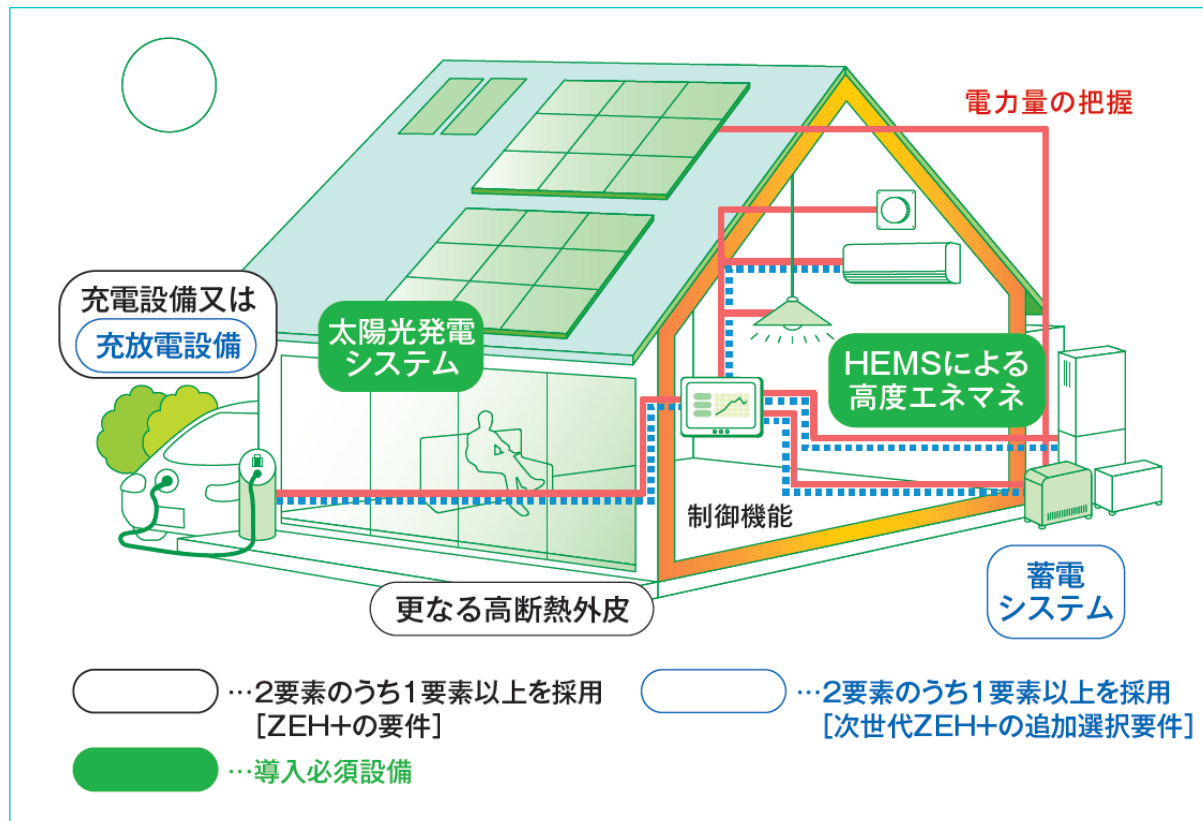 電力量の把握
充電設備又は
充放電設備
太陽光発電
システム
HEMSによる
高度エネマネ
制御機能
更なる高断熱外皮
蓄電
システム
…2要素のうち1要素以上を採用
[ZEH+の要件]
…導入必須設備
…2要素のうち1要素以上を採用
[次世代ZEH+の追加選択要件]